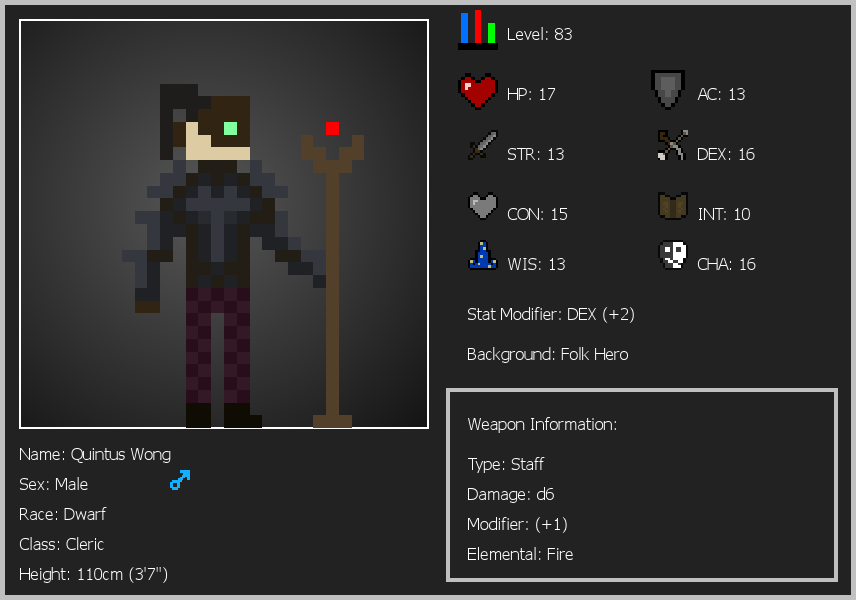 Level: 83
HP: 17
AC: 13
STR: 13
DEX: 16
CON: 15
INT: 10
WIS: 13
CHA: 16
Stat Modifier: DEX (+2)
Background: Folk Hero
Weapon Information:
Type: Staff
Damage: d6
Modifier: (+1)
Elemental: Fire
Name: Quintus Wong
Sex: Male
Race: Dwarf
Class: Cleric
Height: 110cm (3'7")